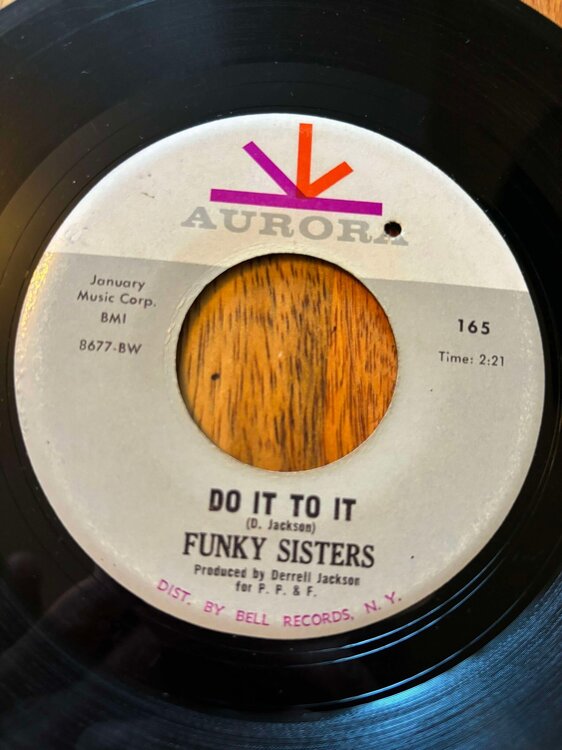 AURORA
January
Music Corp.
BMI
8677-BW
165
Time: 2:21
DO IT TO IT
(D. Jackson)
FUNKY SISTERS
Produced by Derrell Jackson
for P. P. & F.
DIST. BY BELL RECORDS, N. Y.